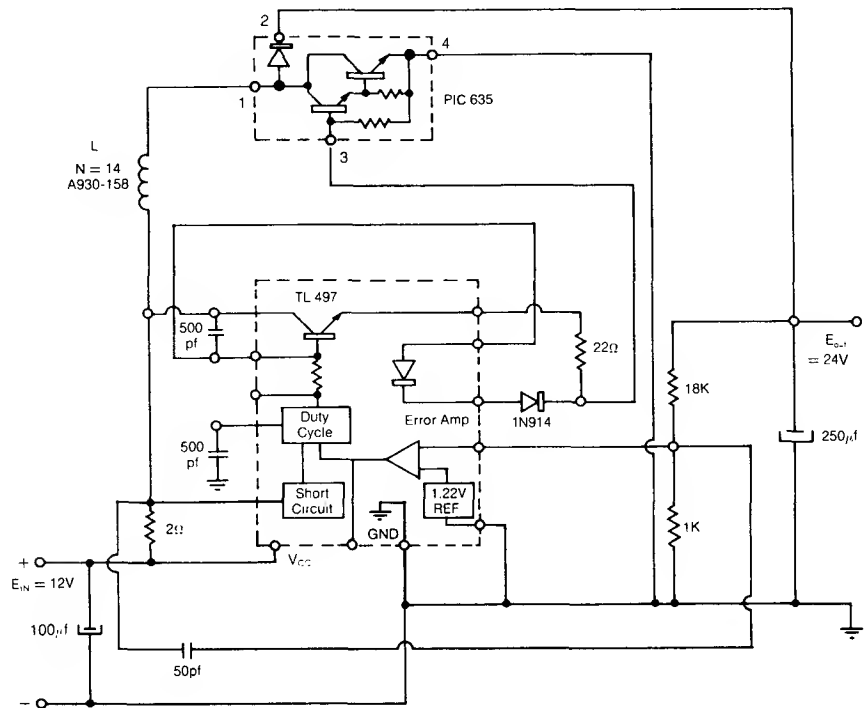 2
4
1
PIC 635
3
L
N = 14
A930-158
TL 497
500
pf
22Ω
E
= 24V
18K
Error Amp
1N914
250μf
Duty
Cycle
500
pf
Short
Circuit
1.22V
REF
1K
2Ω
GND
VCC
+
EIN = 12V
100μf
50pf
−